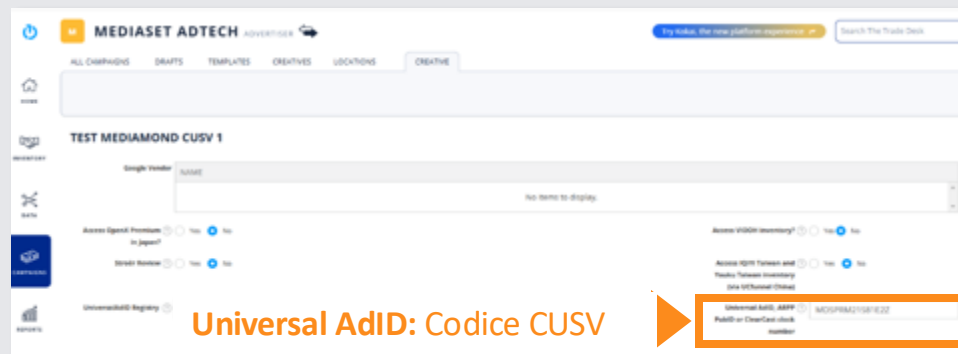 M MEDIASET ADTECH ADVERTISER
Try Kokai, the new platform experience
Search The Trade Desk
ALL CAMPAIGNS DRAFTS TEMPLATES CREATIVES LOCATIONS CREATIVE
HOME
TEST MEDIAMOND CUSV 1
INVENTORY
Google Vendor NAME
No items to display.
DATA
Access OpenX Premium in Japan? Yes No
Access VIOOH Inventory? Yes No
Stroër Review Yes No
Access IQIYI Taiwan and Youku Taiwan Inventory (via UChannel China) Yes No
CAMPAIGNS
REPORTS
UniversalAdID Registry
Universal AdID: Codice CUSV
Universal AdID, ARPP
PubID or ClearCast clock
number